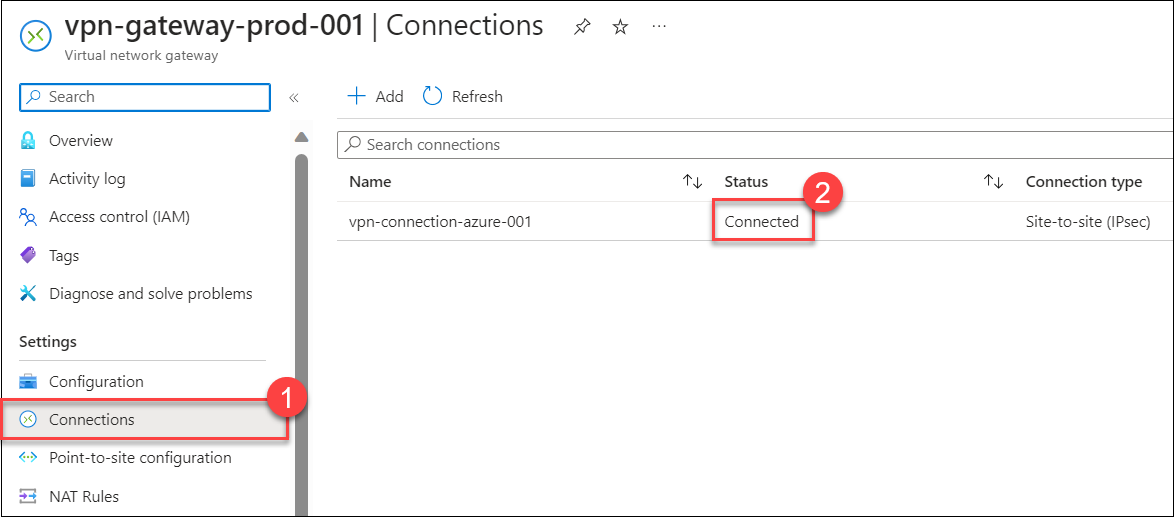 vpn-gateway-prod-001 | Connections
Virtual network gateway
Search
Overview
Activity log
Access control (IAM)
Tags
Diagnose and solve problems
Settings
Configuration
Connections
1
Point-to-site configuration
NAT Rules
Add Refresh
Search connections
Name Status Connection type
2
vpn-connection-azure-001 Connected Site-to-site (IPsec)